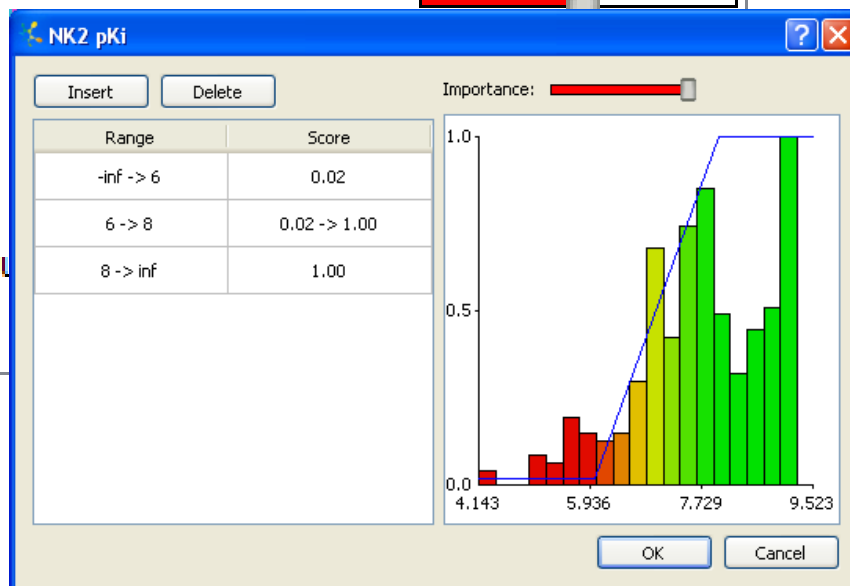 NK2 pKi
?
Insert
Delete
Importance:
Range Score
-inf -> 6 0.02
6 -> 8 0.02 -> 1.00
8 -> inf 1.00
1.0
0.5
0.0
4.143 5.936 7.729 9.523
OK
Cancel